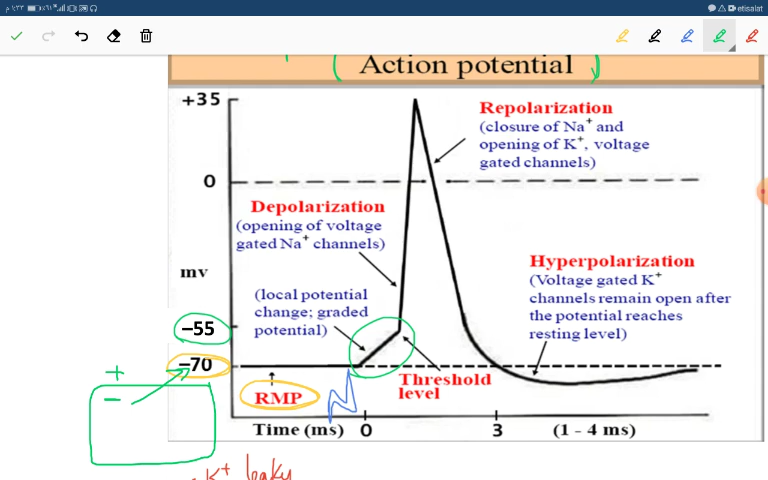 etisalat
Action potential
+35
Repolarization
(closure of Na+ and
opening of K+, voltage
gated channels)
0
Depolarization
(opening of voltage
gated Na+ channels)
mv
Hyperpolarization
(Voltage gated K+
channels remain open after
the potential reaches
resting level)
(local potential
change; graded
potential)
−55
−70
+
−
RMP
Threshold
level
Time (ms) 0 3 (1 - 4 ms)
K+ leaky